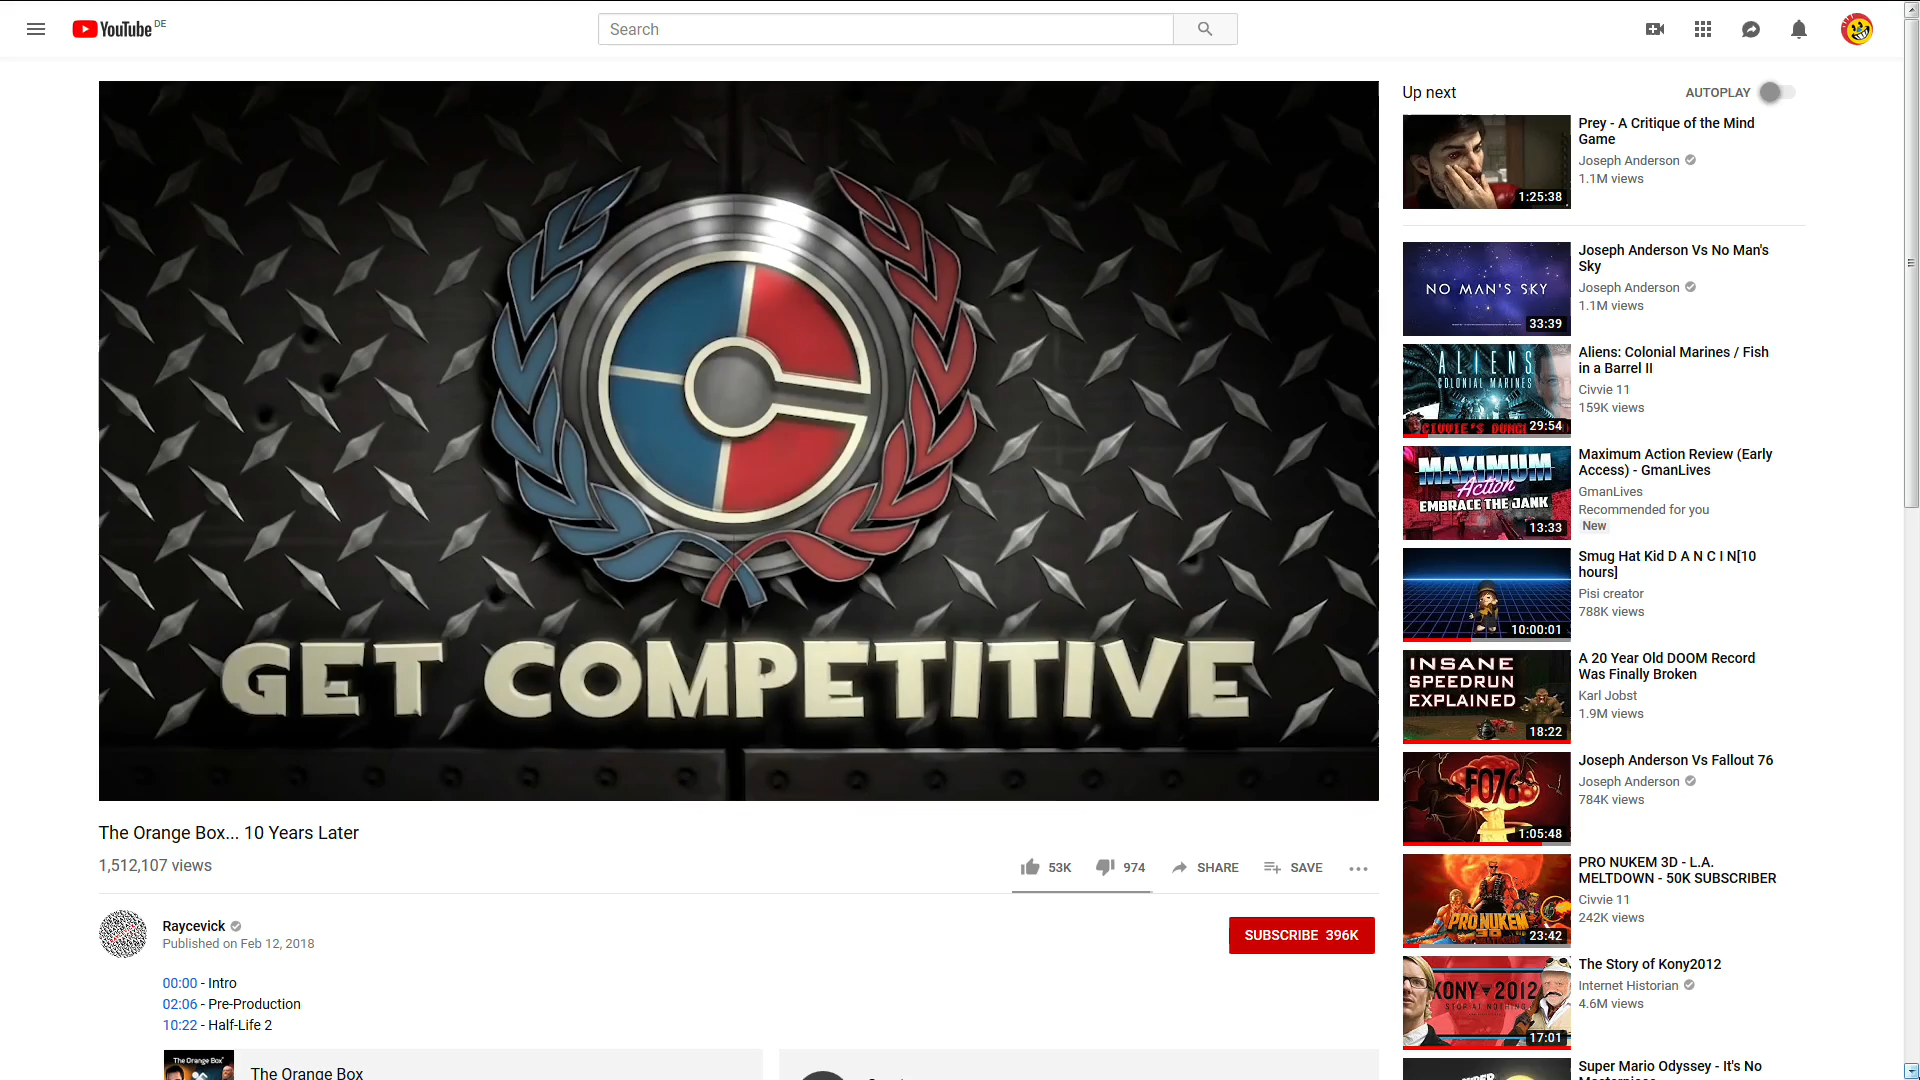 YouTube DE
Search
GET COMPETITIVE
The Orange Box... 10 Years Later
1,512,107 views
53K
974
SHARE
SAVE
Raycevick
Published on Feb 12, 2018
SUBSCRIBE 396K
00:00 - Intro
02:06 - Pre-Production
10:22 - Half-Life 2
The Orange Box
The Orange Box
Up next
AUTOPLAY
1:25:38
Prey - A Critique of the Mind
Game
Joseph Anderson
1.1M views
NO MAN'S SKY
33:39
Joseph Anderson Vs No Man's
Sky
Joseph Anderson
1.1M views
ALIENS
COLONIAL MARINES
29:54
Aliens: Colonial Marines / Fish
in a Barrel II
Civvie 11
159K views
MAXIMUM
Action
EMBRACE THE JANK
13:33
Maximum Action Review (Early
Access) - GmanLives
GmanLives
Recommended for you
New
10:00:01
Smug Hat Kid D A N C I N[10
hours]
Pisi creator
788K views
INSANE
SPEEDRUN
EXPLAINED
18:22
A 20 Year Old DOOM Record
Was Finally Broken
Karl Jobst
1.9M views
FO76
1:05:48
Joseph Anderson Vs Fallout 76
Joseph Anderson
784K views
PRO NUKEM
3D
23:42
PRO NUKEM 3D - L.A.
MELTDOWN - 50K SUBSCRIBER
Civvie 11
242K views
KONY 2012
STOP AT NOTHING
17:01
The Story of Kony2012
Internet Historian
4.6M views
Super Mario Odyssey - It's No